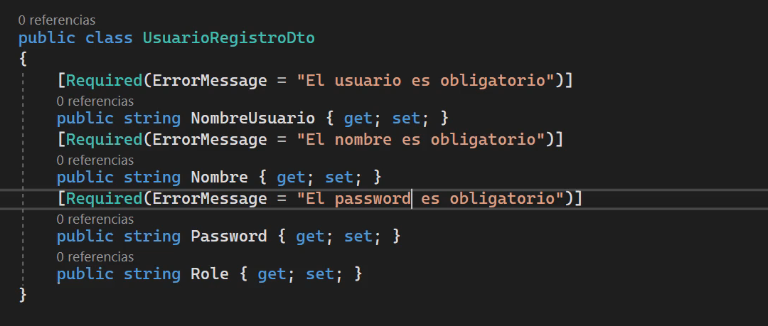 0 referencias
public class UsuarioRegistroDto
{
[Required(ErrorMessage = "El usuario es obligatorio")]
0 referencias
public string NombreUsuario { get; set; }
[Required(ErrorMessage = "El nombre es obligatorio")]
0 referencias
public string Nombre { get; set; }
[Required(ErrorMessage = "El password es obligatorio")]
0 referencias
public string Password { get; set; }
0 referencias
public string Role { get; set; }
}